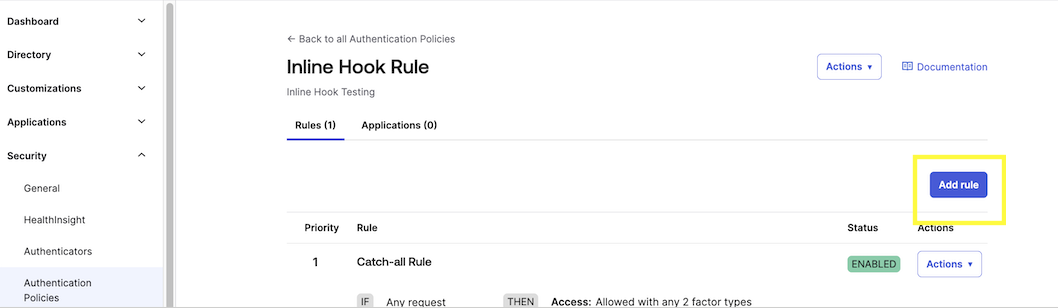 Dashboard
Directory
Customizations
Applications
Security
General
HealthInsight
Authenticators
Authentication
Policies
← Back to all Authentication Policies
Inline Hook Rule
Actions ▾
Documentation
Inline Hook Testing
Rules (1) Applications (0)
Add rule
Priority Rule Status Actions
1 Catch-all Rule ENABLED Actions ▾
IF Any request THEN Access: Allowed with any 2 factor types